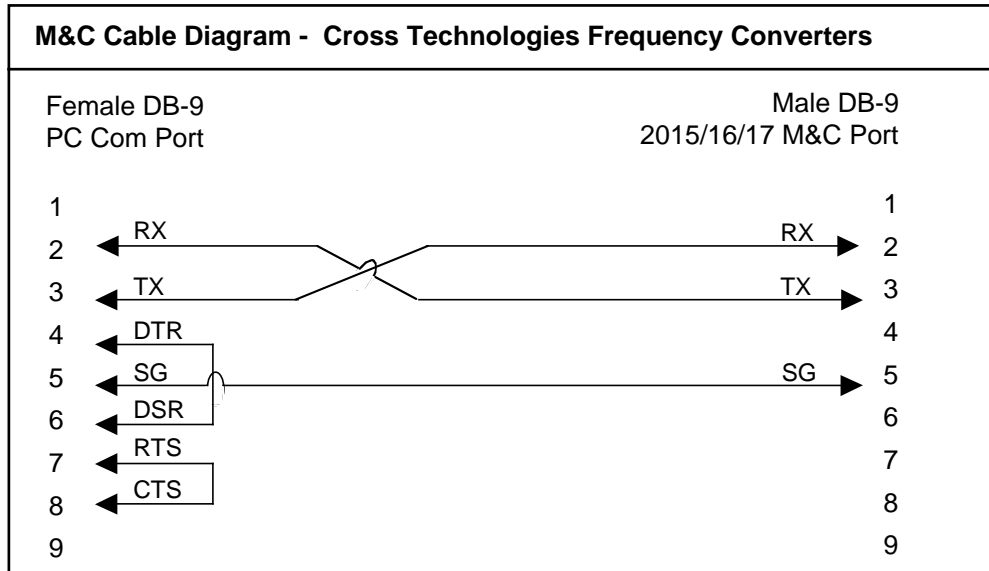 M&C Cable Diagram - Cross Technologies Frequency Converters
Female DB-9
PC Com Port
Male DB-9
2015/16/17 M&C Port
1 1
2 RX RX 2
3 TX TX 3
4 DTR 4
5 SG SG 5
6 DSR 6
7 RTS 7
8 CTS 8
9 9